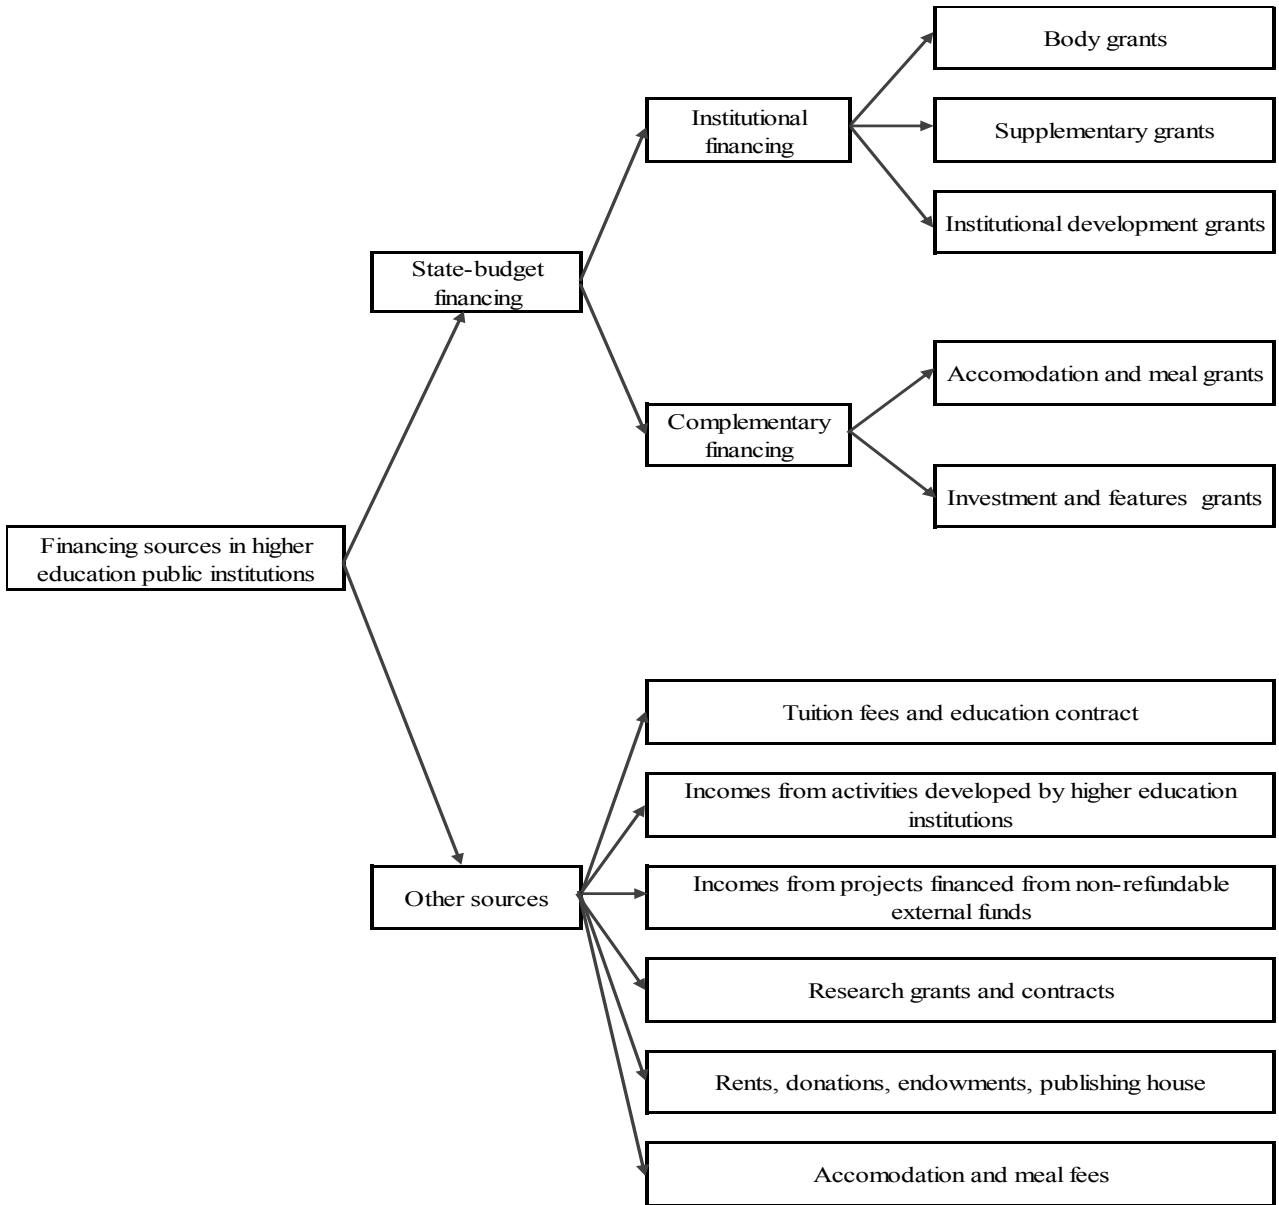 Body grants
Institutional
financing
Supplementary grants
Institutional development grants
State-budget
financing
Accomodation and meal grants
Complementary
financing
Investment and features grants
Financing sources in higher
education public institutions
Tuition fees and education contract
Incomes from activities developed by higher education
institutions
Incomes from projects financed from non-refundable
external funds
Other sources
Research grants and contracts
Rents, donations, endowments, publishing house
Accomodation and meal fees